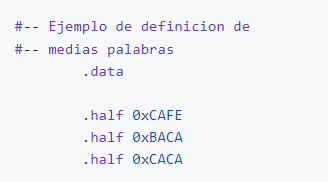 #-- Ejemplo de definicion de
#-- medias palabras
.data
.half 0xCAFE
.half 0xBACA
.half 0xCACA